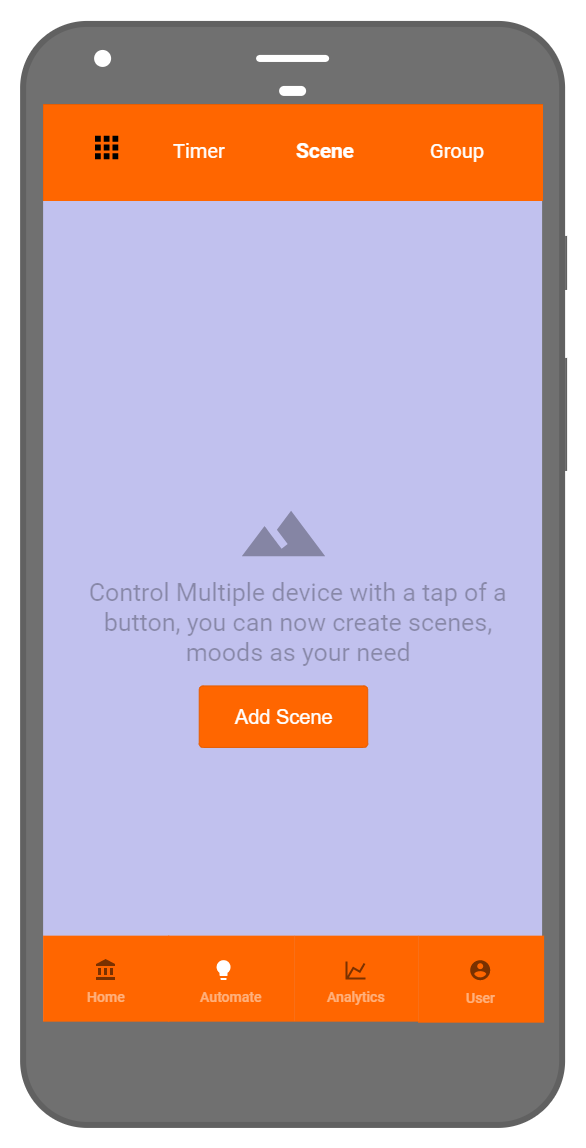 Timer
Scene
Group
Control Multiple device with a tap of a
button, you can now create scenes,
moods as your need
Add Scene
Home
Automate
Analytics
User